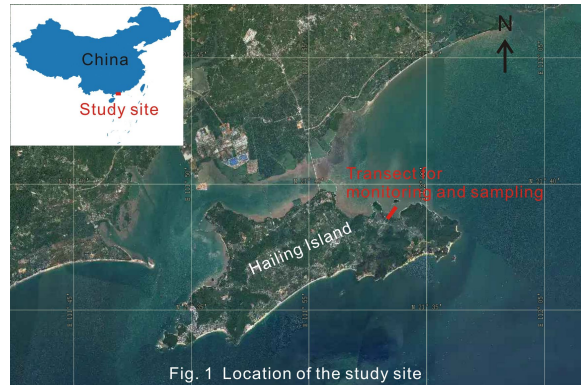 China
Study site
N
Transect for
monitoring and sampling
Hailing Island
Fig. 1 Location of the study site